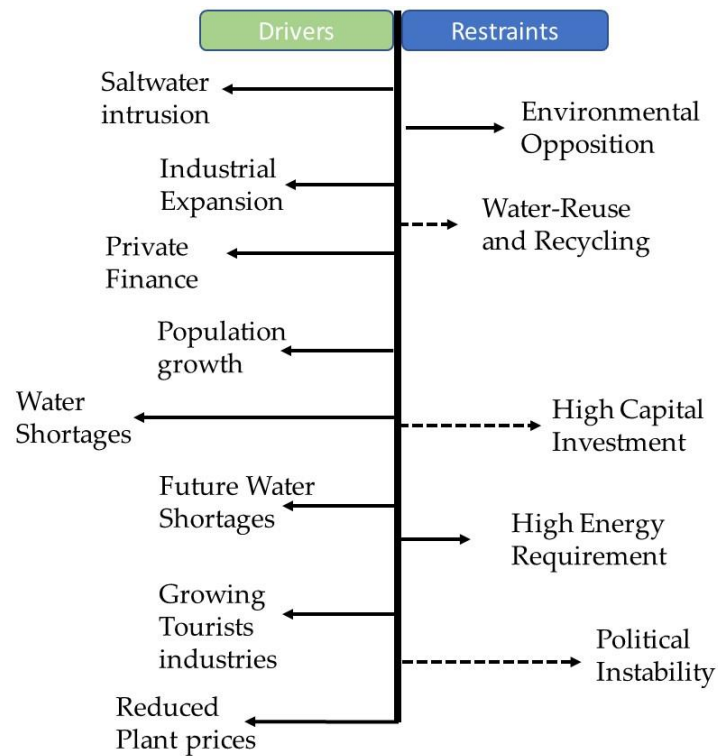 Drivers
Restraints
Saltwater
intrusion
Environmental
Opposition
Industrial
Expansion
Water-Reuse
and Recycling
Private
Finance
Population
growth
Water
Shortages
High Capital
Investment
Future Water
Shortages
High Energy
Requirement
Growing
Tourists
industries
Political
Instability
Reduced
Plant prices